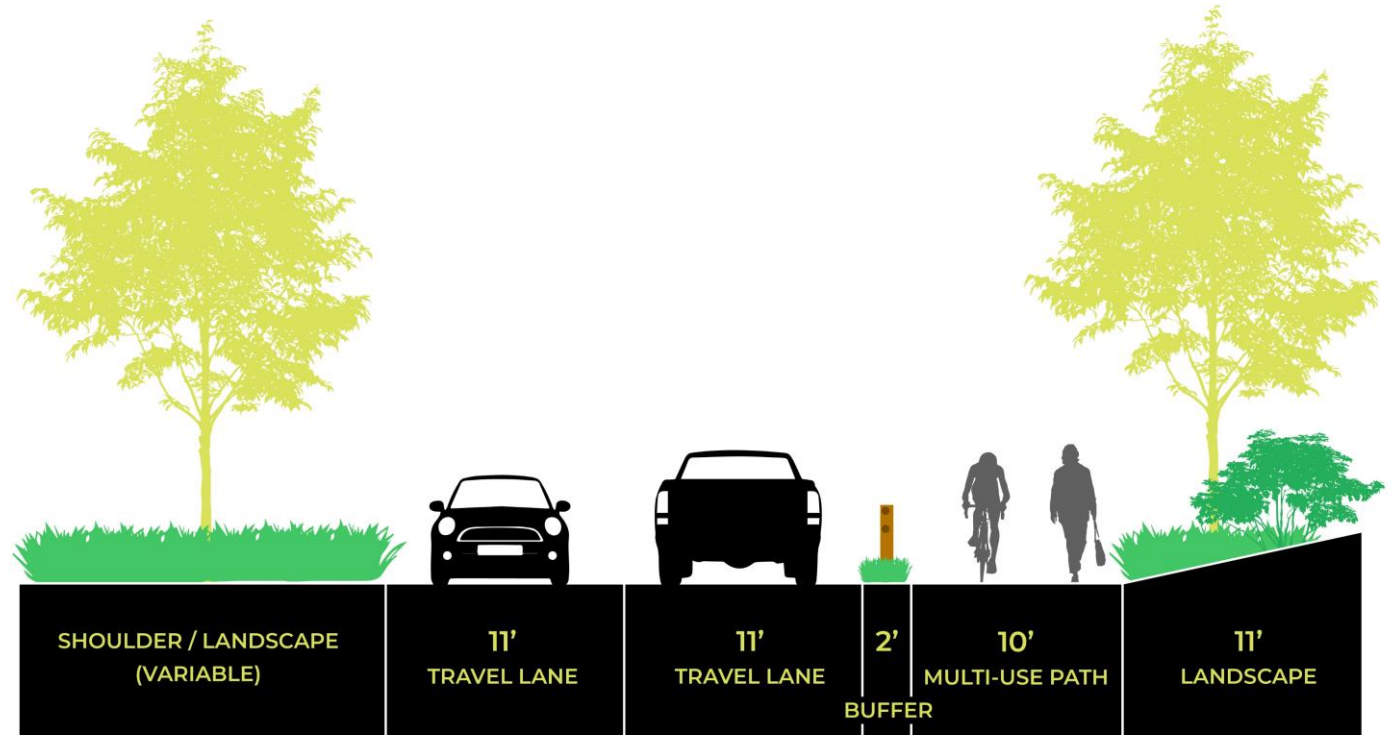 SHOULDER / LANDSCAPE
(VARIABLE)
11’
TRAVEL LANE
11’
TRAVEL LANE
2’
BUFFER
10’
MULTI-USE PATH
11’
LANDSCAPE